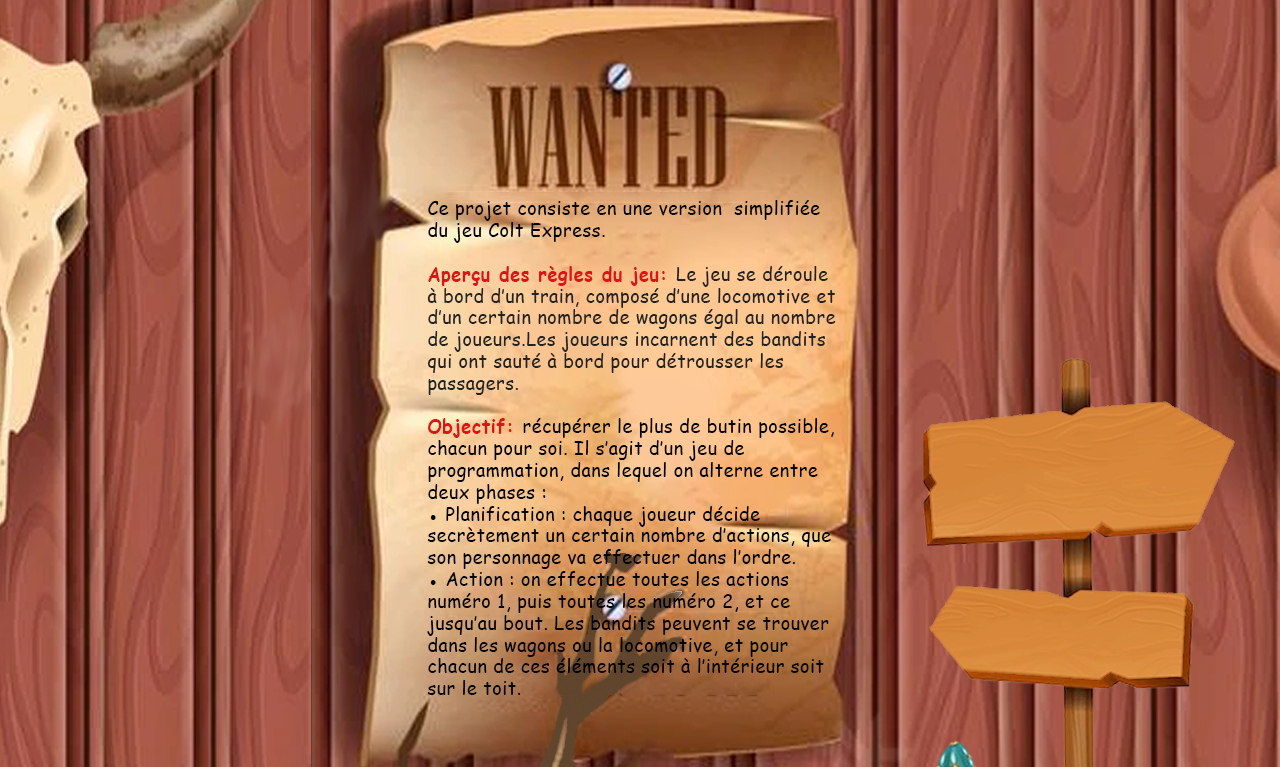 WANTED
Ce projet consiste en une version simplifiée
du jeu Colt Express.
Aperçu des règles du jeu: Le jeu se déroule
à bord d’un train, composé d’une locomotive et
d’un certain nombre de wagons égal au nombre
de joueurs.Les joueurs incarnent des bandits
qui ont sauté à bord pour détrousser les
passagers.
Objectif: récupérer le plus de butin possible,
chacun pour soi. Il s’agit d’un jeu de
programmation, dans lequel on alterne entre
deux phases :
• Planification : chaque joueur décide
secrètement un certain nombre d’actions, que
son personnage va effectuer dans l’ordre.
• Action : on effectue toutes les actions
numéro 1, puis toutes les numéro 2, et ce
jusqu’au bout. Les bandits peuvent se trouver
dans les wagons ou la locomotive, et pour
chacun de ces éléments soit à l’intérieur soit
sur le toit.